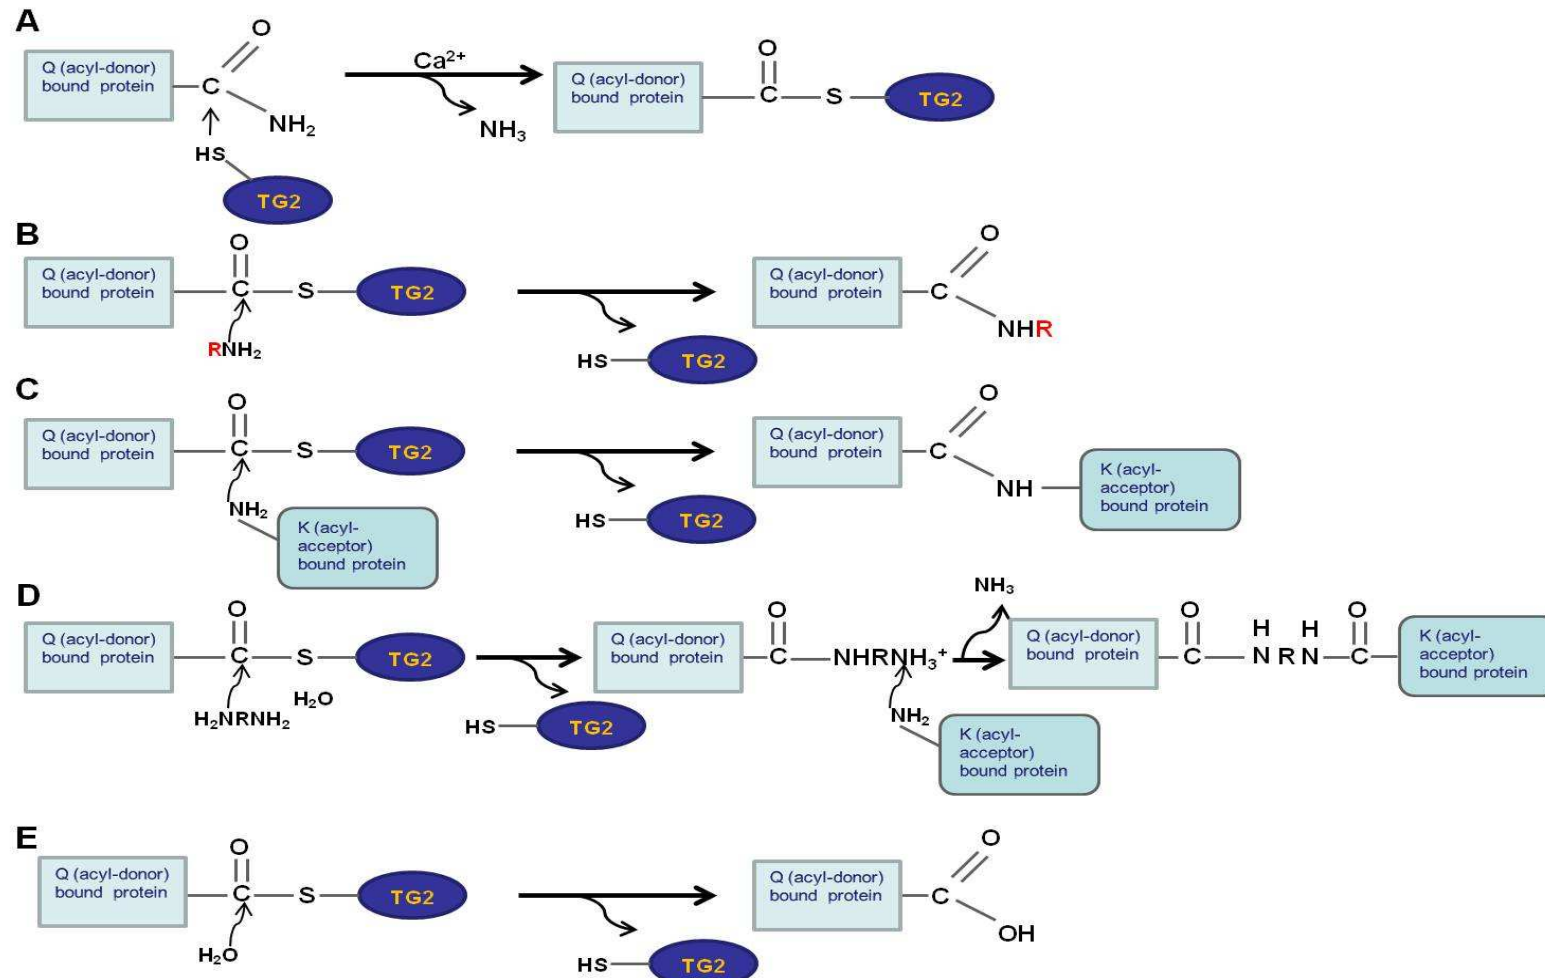 A
O
Q (acyl-donor)
bound protein
C
NH₂
HS
TG2
Ca²⁺
NH₃
O
Q (acyl-donor)
bound protein
C
S
TG2
B
O
Q (acyl-donor)
bound protein
C
S
TG2
RNH₂
HS
TG2
O
Q (acyl-donor)
bound protein
C
NHR
C
O
Q (acyl-donor)
bound protein
C
S
TG2
NH₂
K (acyl-
acceptor)
bound protein
HS
TG2
O
Q (acyl-donor)
bound protein
C
NH
K (acyl-
acceptor)
bound protein
D
O
Q (acyl-donor)
bound protein
C
S
TG2
H₂O
H₂NRNH₂
HS
TG2
O
Q (acyl-donor)
bound protein
C
NHRNH₃⁺
NH₂
K (acyl-
acceptor)
bound protein
NH₃
Q (acyl-donor)
bound protein
O
C
H
H
N R N
O
C
K (acyl-
acceptor)
bound protein
E
O
Q (acyl-donor)
bound protein
C
S
TG2
H₂O
HS
TG2
O
Q (acyl-donor)
bound protein
C
OH